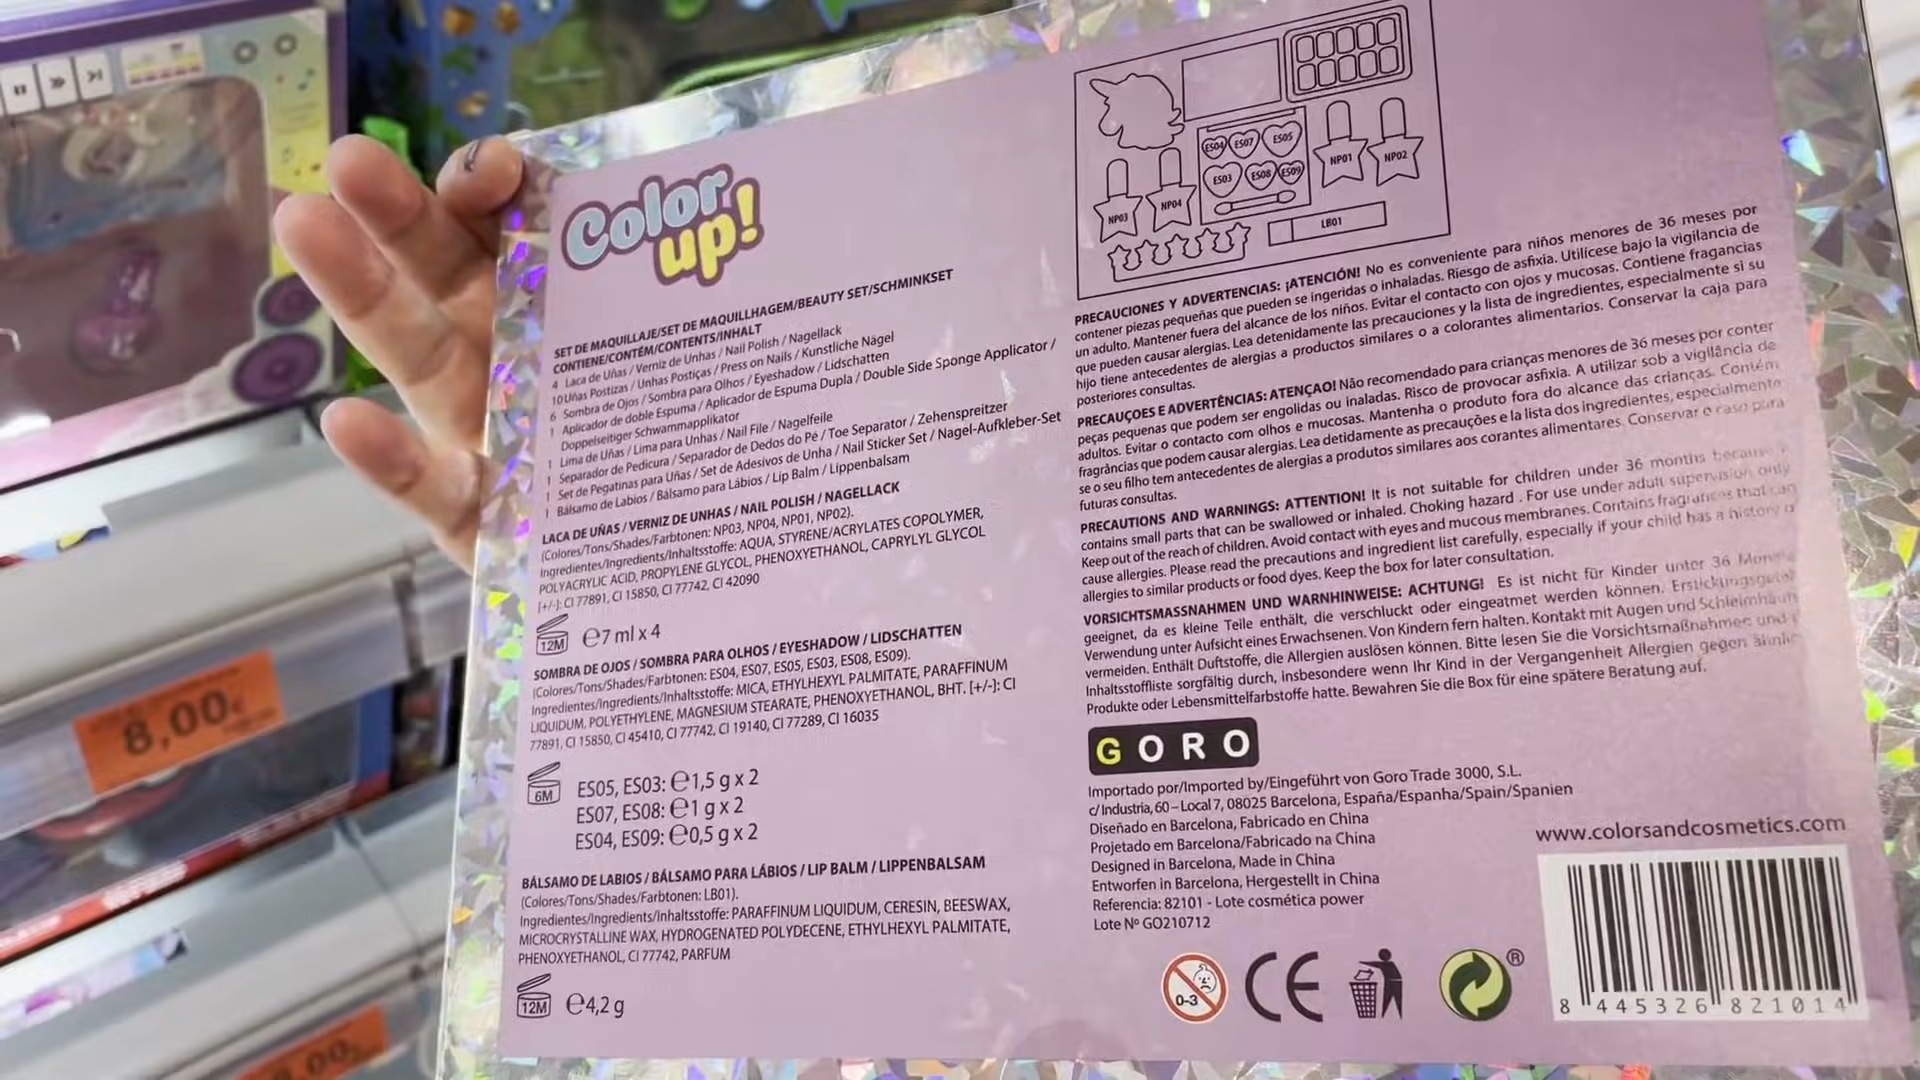 Color
up!
SET DE MAQUILLAJE/SET DE MAQUILLHAGEM/BEAUTY SET/SCHMINKSET
CONTIENE/CONTÉM/CONTENTS/INHALT
4 Laca de Uñas / Verniz de Unhas / Nail Polish / Nagellack
10 Uñas Postizas / Unhas Postiças / Press on Nails / Kunstliche Nägel
6 Sombra de Ojos / Sombra para Olhos / Eyeshadow / Lidschatten
1 Aplicador de doble Espuma / Aplicador de Espuma Dupla / Double Side Sponge Applicator /
Doppelseitiger Schwammapplikator
1 Lima de Uñas / Lima para Unhas / Nail File / Nagelfeile
1 Separador de Pedicura / Separador de Dedos do Pé / Toe Separator / Zehenspreitzer
1 Set de Pegatinas para Uñas / Set de Adesivos de Unha / Nail Sticker Set / Nagel-Aufkleber-Set
1 Bálsamo de Labios / Bálsamo para Lábios / Lip Balm / Lippenbalsam
LACA DE UÑAS / VERNIZ DE UNHAS / NAIL POLISH / NAGELLACK
(Colores/Tons/Shades/Farbtonen: NP03, NP04, NP01, NP02).
Ingredientes/Ingredients/Inhaltsstoffe: AQUA, STYRENE/ACRYLATES COPOLYMER,
POLYACRYLIC ACID, PROPYLENE GLYCOL, PHENOXYETHANOL, CAPRYLYL GLYCOL
[+/-]: CI 77891, CI 15850, CI 77742, CI 42090
12M ℮7 ml x 4
SOMBRA DE OJOS / SOMBRA PARA OLHOS / EYESHADOW / LIDSCHATTEN
(Colores/Tons/Shades/Farbtonen: ES04, ES07, ES05, ES03, ES08, ES09).
Ingredientes/Ingredients/Inhaltsstoffe: MICA, ETHYLHEXYL PALMITATE, PARAFFINUM
LIQUIDUM, POLYETHYLENE, MAGNESIUM STEARATE, PHENOXYETHANOL, BHT. [+/-]: CI
77891, CI 15850, CI 45410, CI 77742, CI 19140, CI 77289, CI 16035
6M
ES05, ES03: ℮1,5 g x 2
ES07, ES08: ℮1 g x 2
ES04, ES09: ℮0,5 g x 2
BÁLSAMO DE LABIOS / BÁLSAMO PARA LÁBIOS / LIP BALM / LIPPENBALSAM
(Colores/Tons/Shades/Farbtonen: LB01).
Ingredientes/Ingredients/Inhaltsstoffe: PARAFFINUM LIQUIDUM, CERESIN, BEESWAX,
MICROCRYSTALLINE WAX, HYDROGENATED POLYDECENE, ETHYLHEXYL PALMITATE,
PHENOXYETHANOL, CI 77742, PARFUM
12M ℮4,2 g
ES04 ES07 ES05
ES03 ES08 ES09
NP01 NP02
NP03 NP04
LB01
PRECAUCIONES Y ADVERTENCIAS: ¡ATENCIÓN! No es conveniente para niños menores de 36 meses por
contener piezas pequeñas que pueden se ingeridas o inhaladas. Riesgo de asfixia. Utilícese bajo la vigilancia de
un adulto. Mantener fuera del alcance de los niños. Evitar el contacto con ojos y mucosas. Contiene fragancias
que pueden causar alergias. Lea detenidamente las precauciones y la lista de ingredientes, especialmente si su
hijo tiene antecedentes de alergias a productos similares o a colorantes alimentarios. Conservar la caja para
posteriores consultas.
PRECAUÇOES E ADVERTÊNCIAS: ATENÇAO! Não recomendado para crianças menores de 36 meses por conter
peças pequenas que podem ser engolidas ou inaladas. Risco de provocar asfixia. A utilizar sob a vigilância de
adultos. Evitar o contacto com olhos e mucosas. Mantenha o produto fora do alcance das crianças. Contém
fragrâncias que podem causar alergias. Lea detidamente as precauções e la lista dos ingredientes, especialmente
se o seu filho tem antecedentes de alergia a produtos similares aos corantes alimentares. Conservar o caso para
futuras consultas.
PRECAUTIONS AND WARNINGS: ATTENTION! It is not suitable for children under 36 months because
contains small parts that can be swallowed or inhaled. Choking hazard . For use under adult supervision only
Keep out of the reach of children. Avoid contact with eyes and mucous membranes. Contains fragrances that can
cause allergies. Please read the precautions and ingredient list carefully, especially if your child has a history o
allergies to similar products or food dyes. Keep the box for later consultation.
VORSICHTSMASSNAHMEN UND WARNHINWEISE: ACHTUNG! Es ist nicht für Kinder unter 36 Mon
geeignet, da es kleine Teile enthält, die verschluckt oder eingeatmet werden können. Erstickungsgefah
Verwendung unter Aufsicht eines Erwachsenen. Von Kindern fern halten. Kontakt mit Augen und Schleimhäut
vermeiden. Enthält Duftstoffe, die Allergien auslösen können. Bitte lesen Sie die Vorsichtsmaßnahmen und
Inhaltsstoffliste sorgfältig durch, insbesondere wenn Ihr Kind in der Vergangenheit Allergien gegen ähnlic
Produkte oder Lebensmittelfarbstoffe hatte. Bewahren Sie die Box für eine spätere Beratung auf.
GORO
Importado por/Imported by/Eingeführt von Goro Trade 3000, S.L.
c/ Industria, 60 – Local 7, 08025 Barcelona, España/Espanha/Spain/Spanien
Diseñado en Barcelona, Fabricado en China
Projetado em Barcelona/Fabricado na China
Designed in Barcelona, Made in China
Entworfen in Barcelona, Hergestellt in China
Referencia: 82101 - Lote cosmética power
Lote Nº GO210712
www.colorsandcosmetics.com
0-3 CE ®
8 445326 821014
8,00€